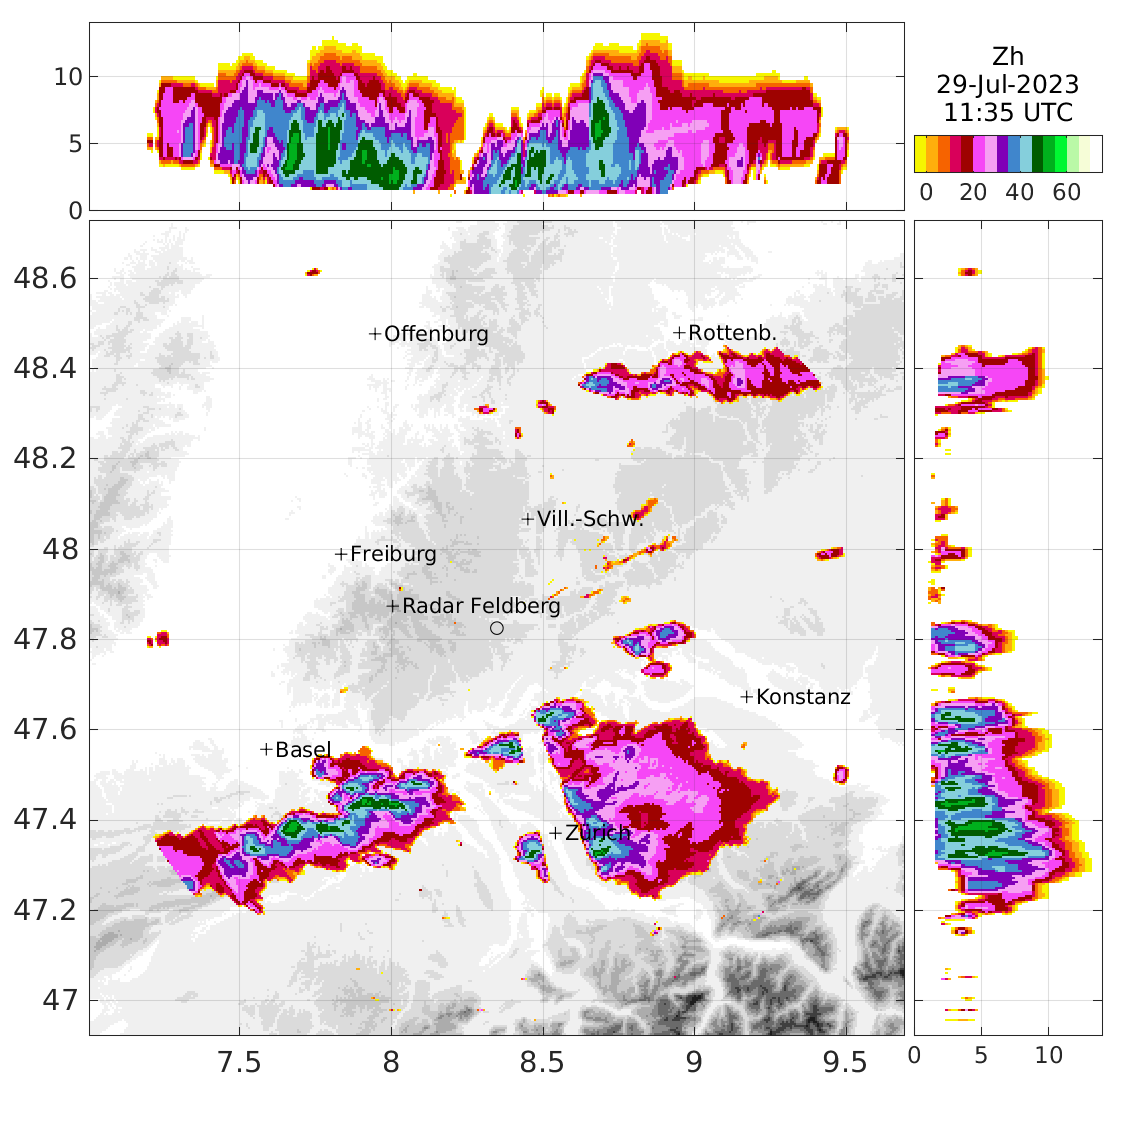 10
5
0
Zh
29-Jul-2023
11:35 UTC
0 20 40 60
48.6
48.4
48.2
48
47.8
47.6
47.4
47.2
47
Offenburg
Rottenb.
Vill.-Schw.
Freiburg
Radar Feldberg
Konstanz
Basel
Zürich
7.5 8 8.5 9 9.5
0 5 10